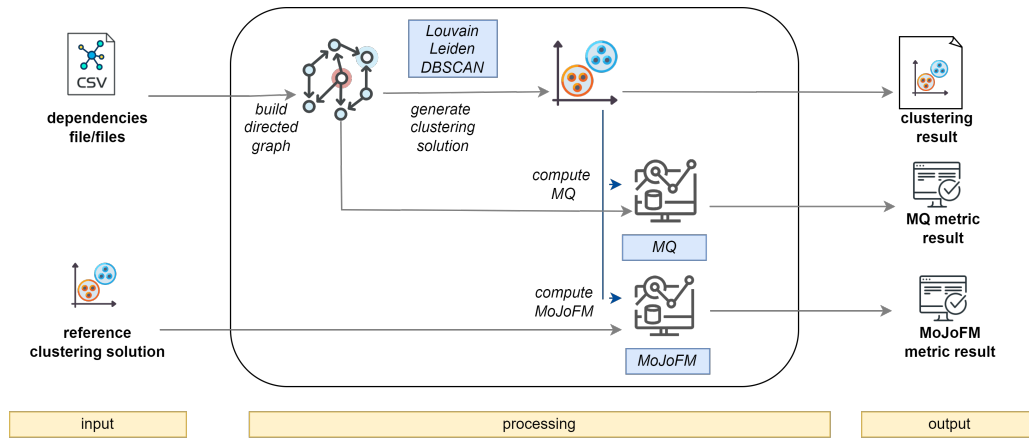 Louvain
Leiden
DBSCAN
CSV
dependencies
file/files
build
directed
graph
generate
clustering
solution
clustering
result
compute
MQ
MQ
MQ metric
result
reference
clustering solution
compute
MoJoFM
MoJoFM
MoJoFM
metric result
input
processing
output